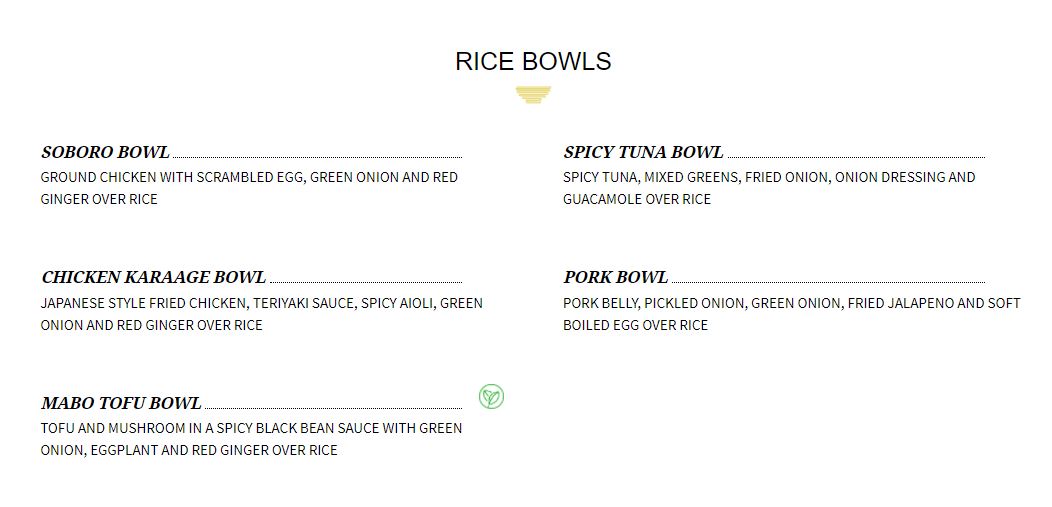 RICE BOWLS
SOBORO BOWL
GROUND CHICKEN WITH SCRAMBLED EGG, GREEN ONION AND RED
GINGER OVER RICE
SPICY TUNA BOWL
SPICY TUNA, MIXED GREENS, FRIED ONION, ONION DRESSING AND
GUACAMOLE OVER RICE
CHICKEN KARAAGE BOWL
JAPANESE STYLE FRIED CHICKEN, TERIYAKI SAUCE, SPICY AIOLI, GREEN
ONION AND RED GINGER OVER RICE
PORK BOWL
PORK BELLY, PICKLED ONION, GREEN ONION, FRIED JALAPENO AND SOFT
BOILED EGG OVER RICE
MABO TOFU BOWL
TOFU AND MUSHROOM IN A SPICY BLACK BEAN SAUCE WITH GREEN
ONION, EGGPLANT AND RED GINGER OVER RICE